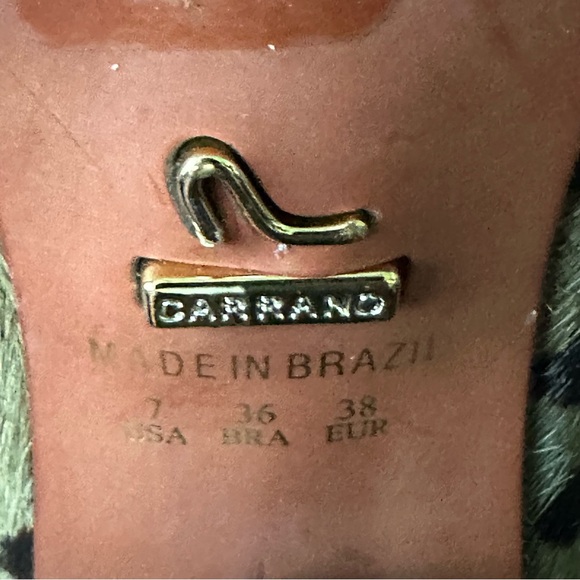 CARRANO
MADE IN BRAZIL
7 36 38
USA BRA EUR